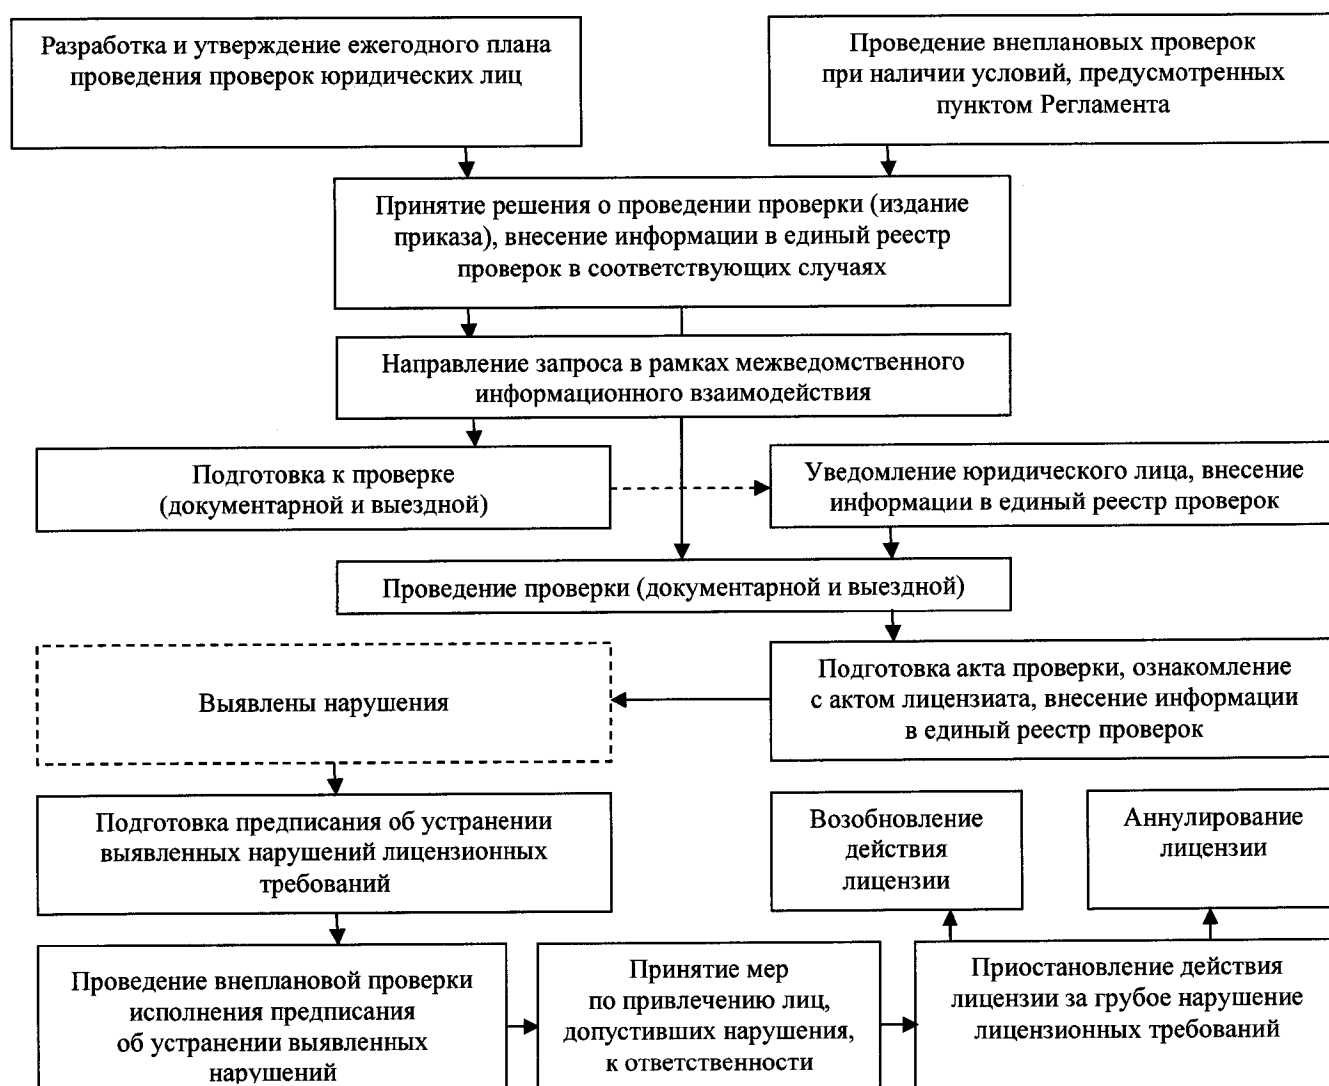 Разработка и утверждение ежегодного плана
проведения проверок юридических лиц
Проведение внеплановых проверок
при наличии условий, предусмотренных
пунктом Регламента
Принятие решения о проведении проверки (издание
приказа), внесение информации в единый реестр
проверок в соответствующих случаях
Направление запроса в рамках межведомственного
информационного взаимодействия
Подготовка к проверке
(документарной и выездной)
Уведомление юридического лица, внесение
информации в единый реестр проверок
Проведение проверки (документарной и выездной)
Выявлены нарушения
Подготовка акта проверки, ознакомление
с актом лицензиата, внесение информации
в единый реестр проверок
Подготовка предписания об устранении
выявленных нарушений лицензионных
требований
Возобновление
действия
лицензии
Аннулирование
лицензии
Проведение внеплановой проверки
исполнения предписания
об устранении выявленных
нарушений
Принятие мер
по привлечению лиц,
допустивших нарушения,
к ответственности
Приостановление действия
лицензии за грубое нарушение
лицензионных требований